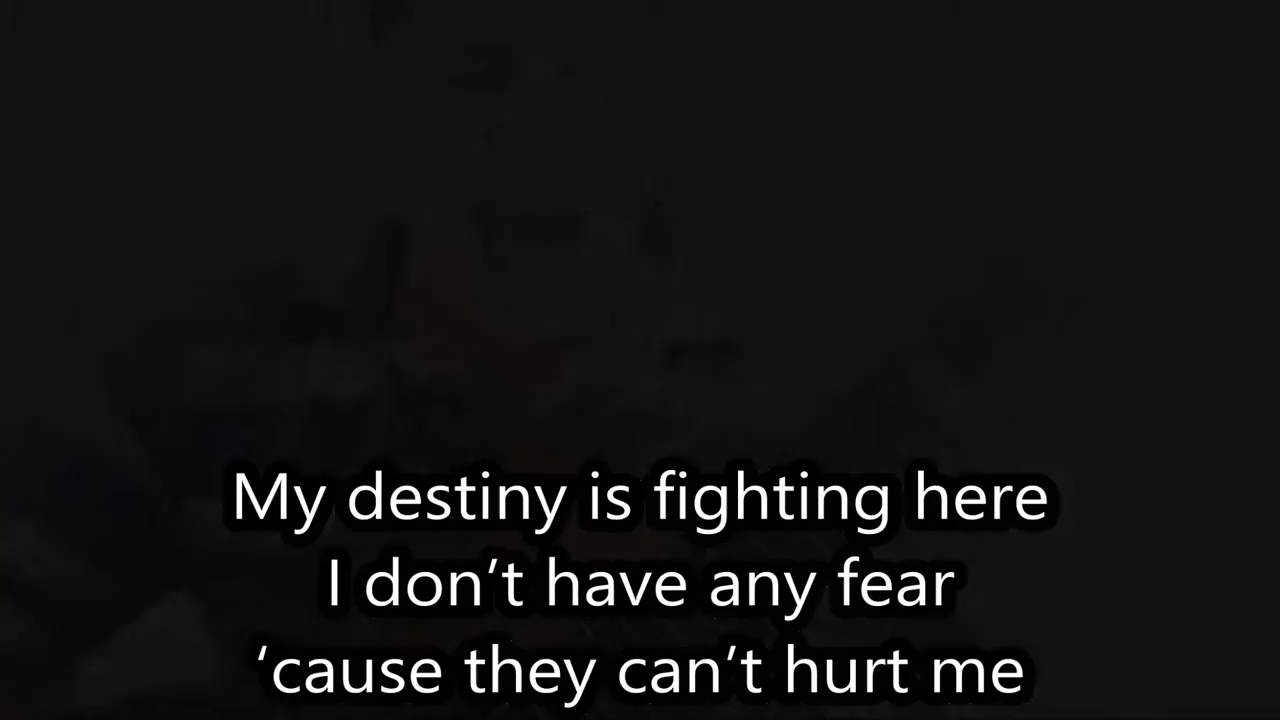 My destiny is fighting here
I don’t have any fear
‘cause they can’t hurt me